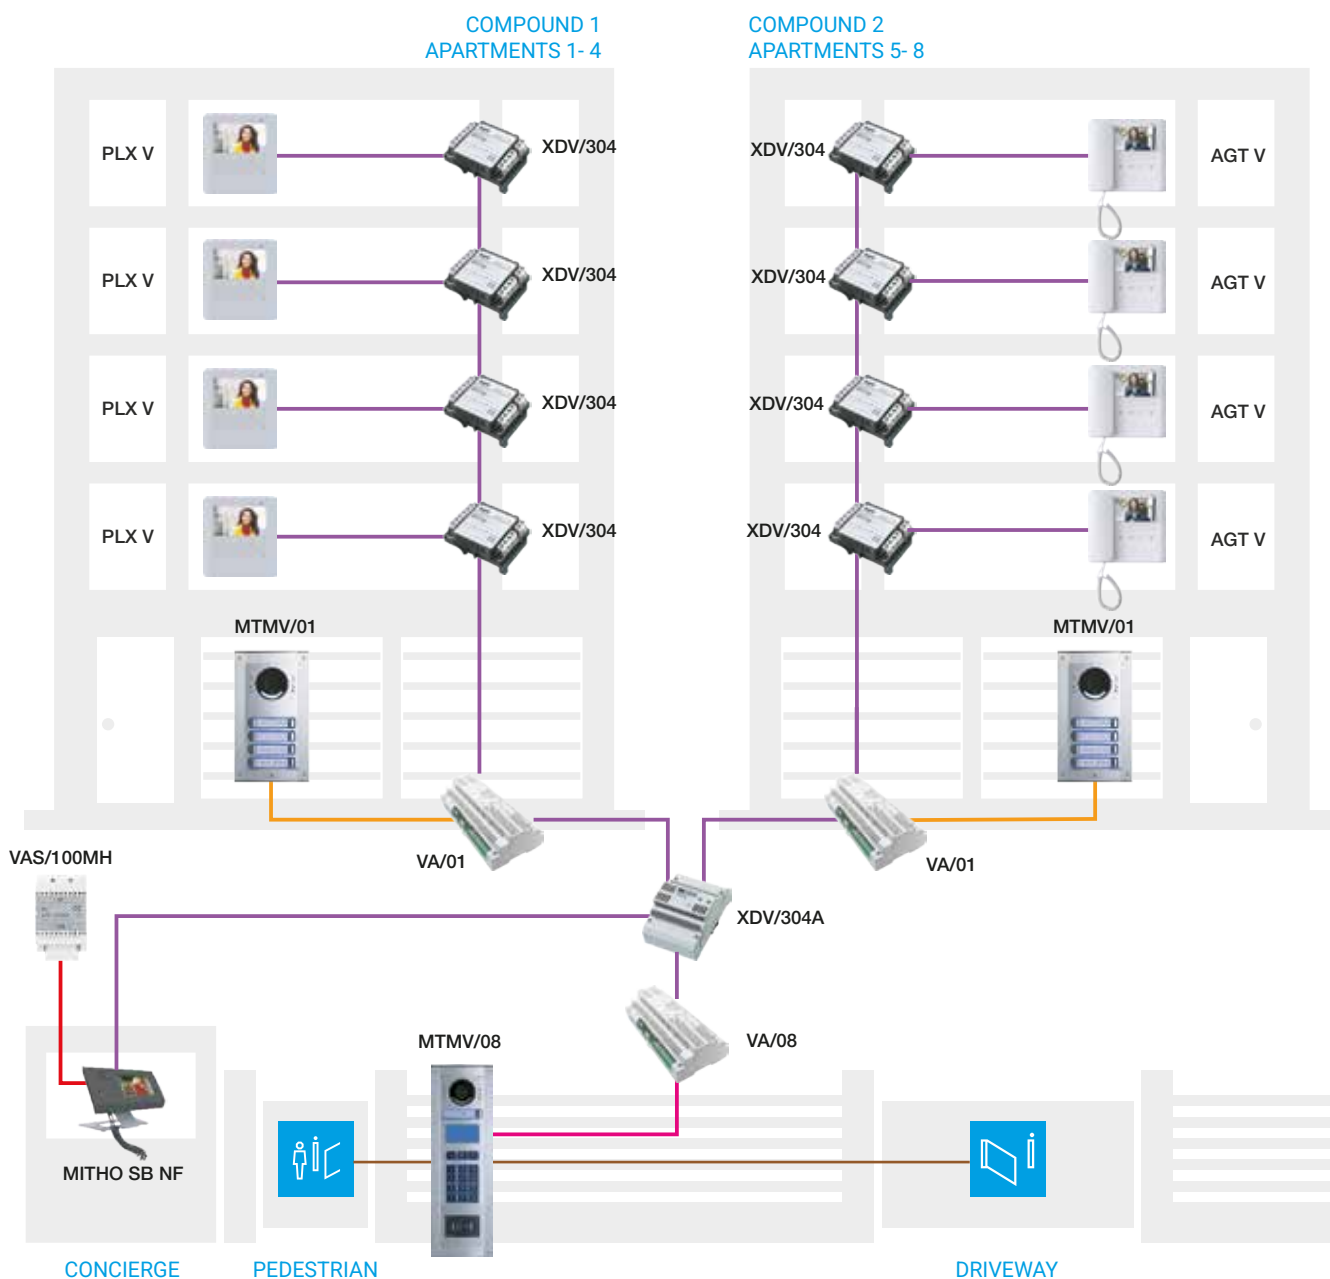 COMPOUND 1
APARTMENTS 1- 4
COMPOUND 2
APARTMENTS 5- 8
PLX V
XDV/304
XDV/304
AGT V
PLX V
XDV/304
XDV/304
AGT V
PLX V
XDV/304
XDV/304
AGT V
PLX V
XDV/304
XDV/304
AGT V
MTMV/01
MTMV/01
VAS/100MH
VA/01
VA/01
XDV/304A
MTMV/08
VA/08
MITHO SB NF
CONCIERGE
PEDESTRIAN
DRIVEWAY